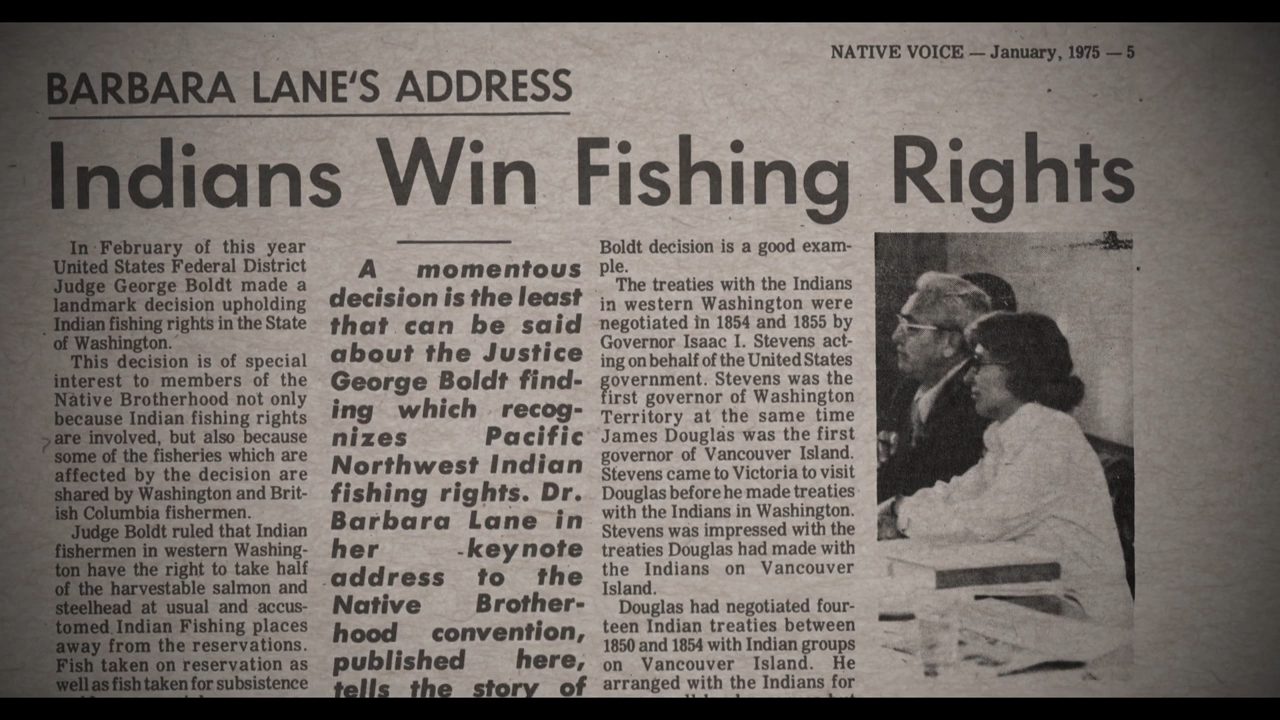 NATIVE VOICE — January, 1975 — 5
BARBARA LANE'S ADDRESS
Indians Win Fishing Rights
In February of this year
United States Federal District
Judge George Boldt made a
landmark decision upholding
Indian fishing rights in the State
of Washington.
This decision is of special
interest to members of the
Native Brotherhood not only
because Indian fishing rights
are involved, but also because
some of the fisheries which are
affected by the decision are
shared by Washington and Brit-
ish Columbia fishermen.
Judge Boldt ruled that Indian
fishermen in western Washing-
ton have the right to take half
of the harvestable salmon and
steelhead at usual and accus-
tomed Indian Fishing places
away from the reservations.
Fish taken on reservation as
well as fish taken for subsistence
A momentous
decision is the least
that can be said
about the Justice
George Boldt find-
ing which recog-
nizes Pacific
Northwest Indian
fishing rights. Dr.
Barbara Lane in
her keynote
address to the
Native Brother-
hood convention,
published here,
tells the story of
Boldt decision is a good exam-
ple.
The treaties with the Indians
in western Washington were
negotiated in 1854 and 1855 by
Governor Isaac I. Stevens act-
ing on behalf of the United States
government. Stevens was the
first governor of Washington
Territory at the same time
James Douglas was the first
governor of Vancouver Island.
Stevens came to Victoria to visit
Douglas before he made treaties
with the Indians in Washington.
Stevens was impressed with the
treaties Douglas had made with
the Indians on Vancouver
Island.
Douglas had negotiated four-
teen Indian treaties between
1850 and 1854 with Indian groups
on Vancouver Island. He
arranged with the Indians for